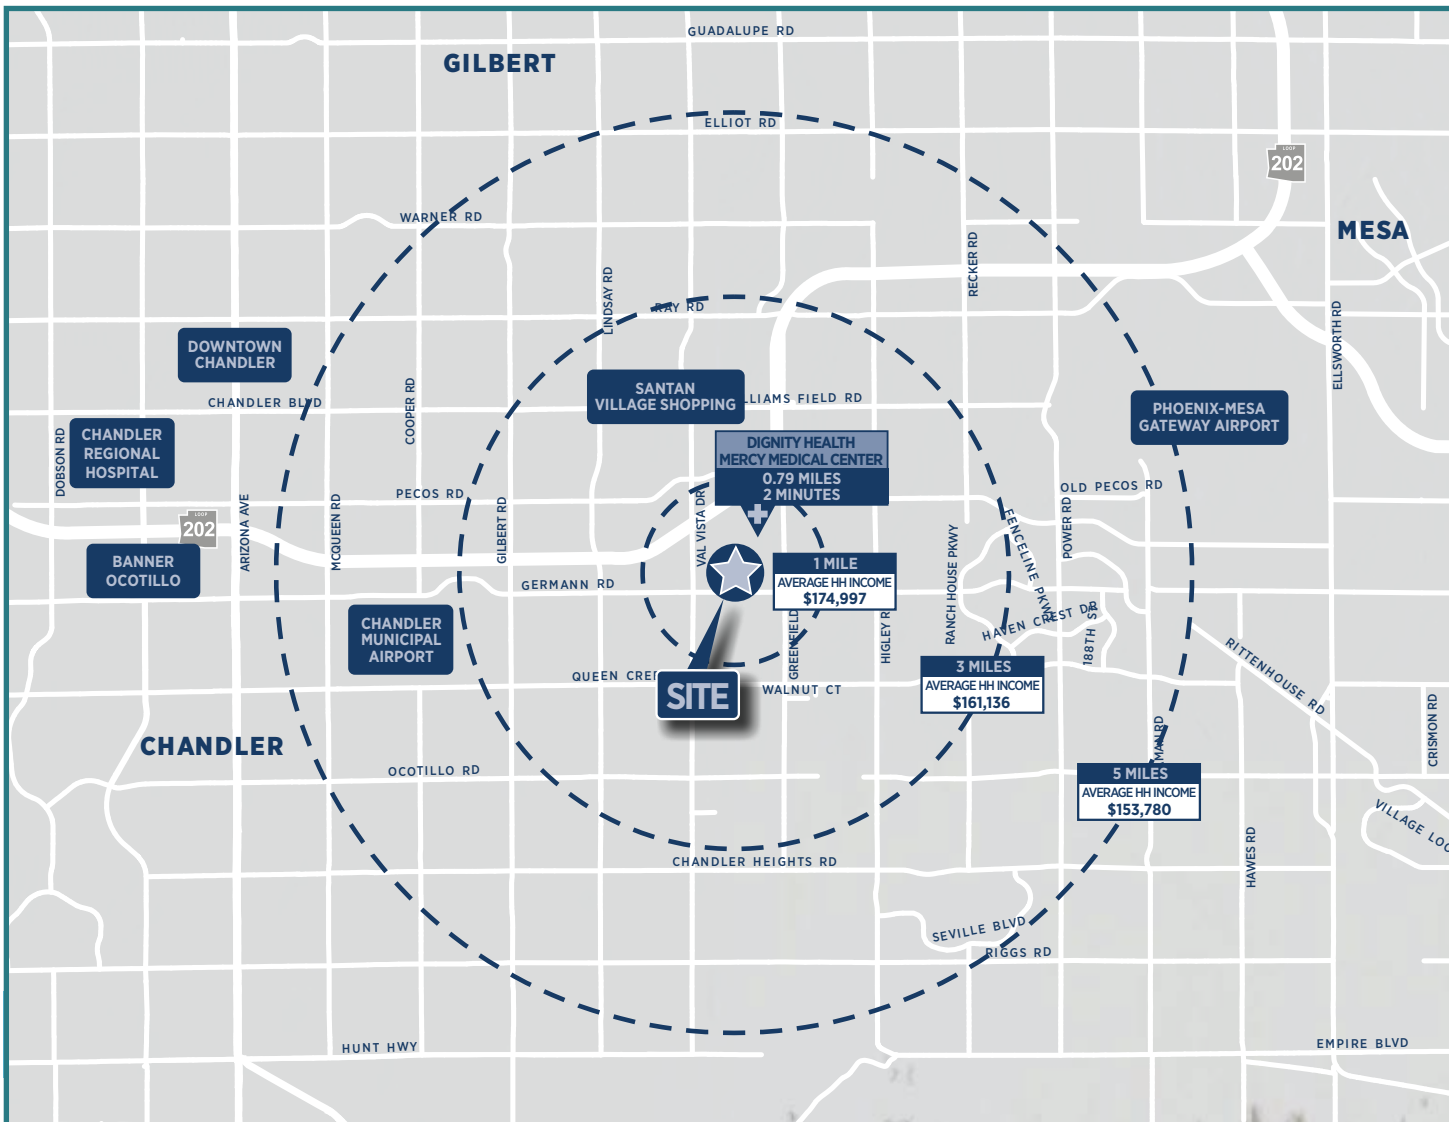 GUADALUPE RD
GILBERT
ELLIOT RD
LOOP
202
WARNER RD
MESA
RECKER RD
LINDSAY RD
RAY RD
ELLSWORTH RD
DOWNTOWN
CHANDLER
SANTAN
VILLAGE SHOPPING
LLIAMS FIELD RD
CHANDLER BLVD
COOPER RD
PHOENIX-MESA
GATEWAY AIRPORT
DOBSON RD
CHANDLER
REGIONAL
HOSPITAL
DIGNITY HEALTH
MERCY MEDICAL CENTER
0.79 MILES
2 MINUTES
PECOS RD
OLD PECOS RD
ARIZONA AVE
MCQUEEN RD
GILBERT RD
VAL VISTA DR
POWER RD
FENCELINE PKWY
LOOP
202
BANNER
OCOTILLO
1 MILE
AVERAGE HH INCOME
$174,997
GERMANN RD
RANCH HOUSE PKWY
HAVEN CREST DR
188TH ST
CHANDLER
MUNICIPAL
AIRPORT
GREENFIELD
HIGLEY R
RITTENHOUSE RD
3 MILES
AVERAGE HH INCOME
$161,136
QUEEN CREE
SITE
WALNUT CT
CRISMON RD
CHANDLER
MAN RD
OCOTILLO RD
5 MILES
AVERAGE HH INCOME
$153,780
VILLAGE LOO
CHANDLER HEIGHTS RD
HAWES RD
SEVILLE BLVD
RIGGS RD
HUNT HWY
EMPIRE BLVD